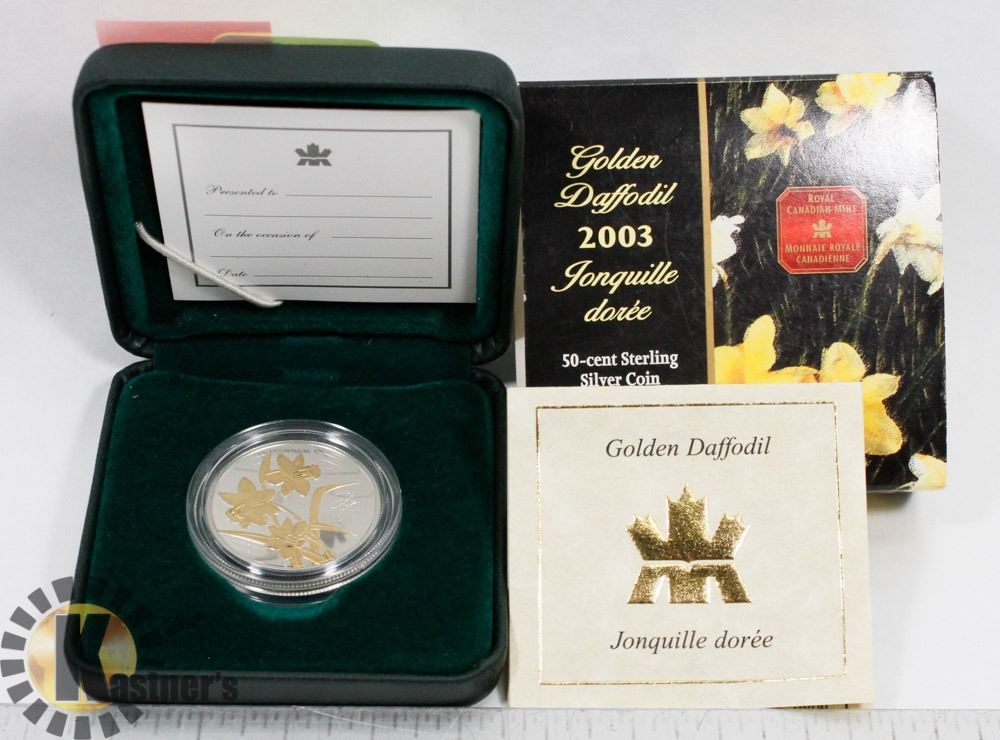 Presented to
On the occasion of
Date
Golden
Daffodil
2003
Jonquille
dorée
50-cent Sterling
Silver Coin
ROYAL
CANADIAN MINT
MONNAIE ROYALE
CANADIENNE
Golden Daffodil
Jonquille dorée
Kastner's